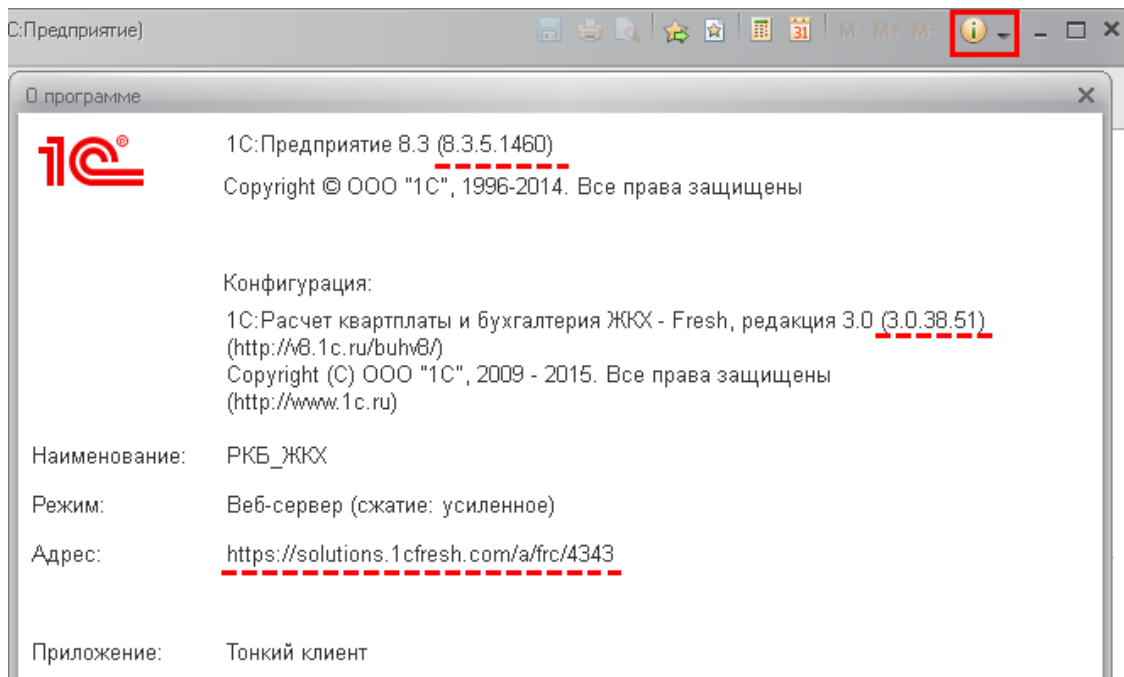 С:Предприятие)
31 M M+ M-
О программе
1С® 1С:Предприятие 8.3 (8.3.5.1460)
Copyright © ООО "1С", 1996-2014. Все права защищены
Конфигурация:
1С:Расчет квартплаты и бухгалтерия ЖКХ - Fresh, редакция 3.0 (3.0.38.51)
(http://v8.1c.ru/buhv8/)
Copyright (С) ООО "1С", 2009 - 2015. Все права защищены
(http://www.1c.ru)
Наименование: РКБ_ЖКХ
Режим: Веб-сервер (сжатие: усиленное)
Адрес: https://solutions.1cfresh.com/a/frc/4343
Приложение: Тонкий клиент